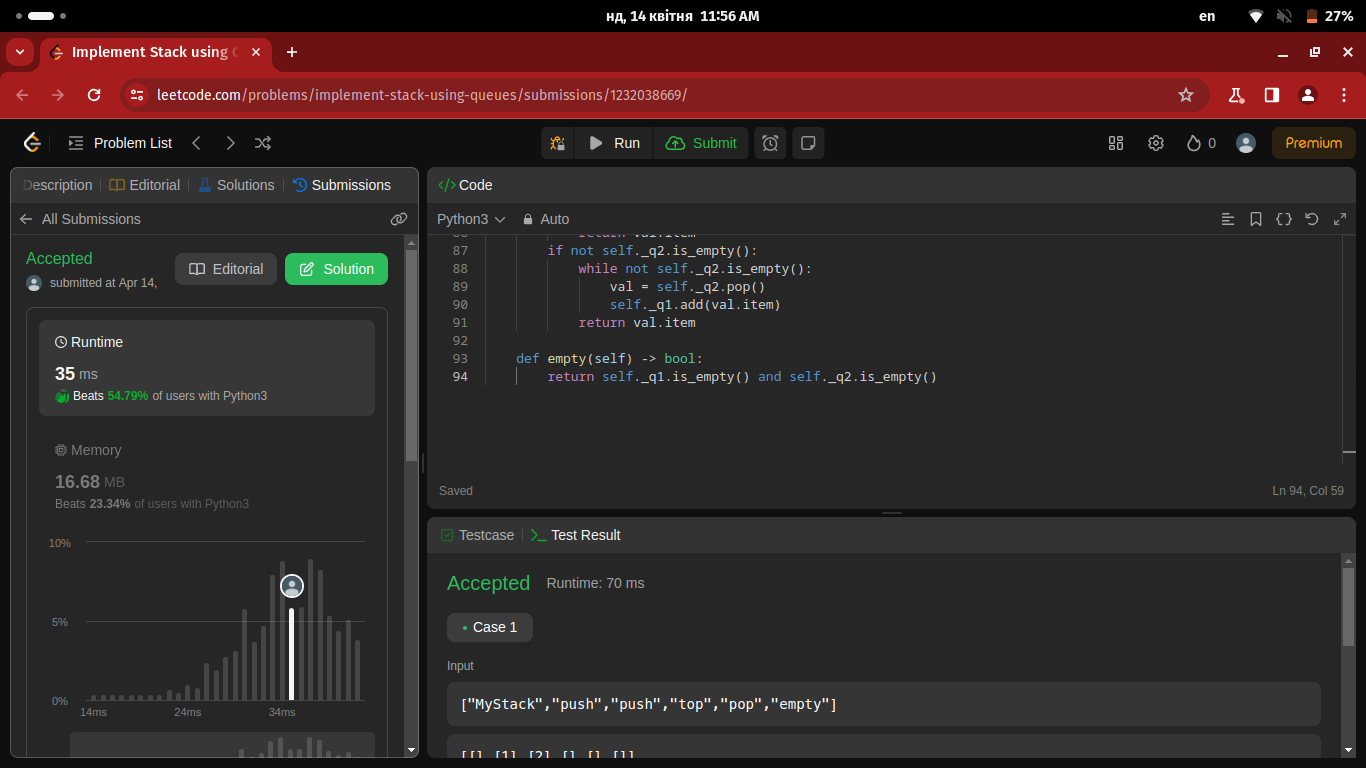 нд, 14 квітня 11:56 AM
en
27%
Implement Stack using
leetcode.com/problems/implement-stack-using-queues/submissions/1232038669/
Problem List
Run
Submit
0
Premium
Description
Editorial
Solutions
Submissions
All Submissions
Accepted
submitted at Apr 14,
Editorial
Solution
Runtime
35 ms
Beats 54.79% of users with Python3
Memory
16.68 MB
Beats 23.34% of users with Python3
10%
5%
0%
14ms
24ms
34ms
</> Code
Python3
Auto
86 return val.item
87 if not self._q2.is_empty():
88 while not self._q2.is_empty():
89 val = self._q2.pop()
90 self._q1.add(val.item)
91 return val.item
92
93 def empty(self) -> bool:
94 return self._q1.is_empty() and self._q2.is_empty()
Saved
Ln 94, Col 59
Testcase
Test Result
Accepted
Runtime: 70 ms
Case 1
Input
["MyStack","push","push","top","pop","empty"]
[[],[1],[2],[],[],[]]